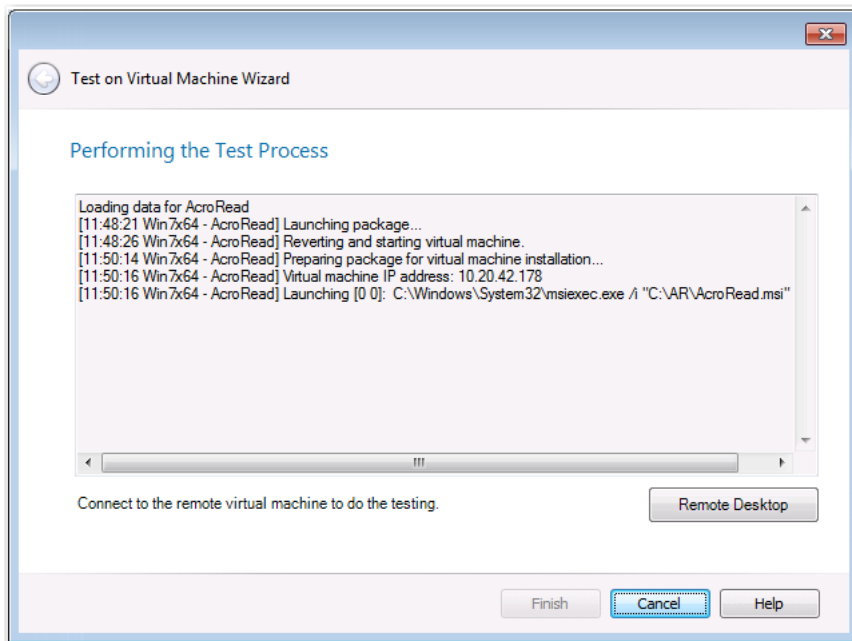 Test on Virtual Machine Wizard
Performing the Test Process
Loading data for AcroRead
[11:48:21 Win7x64 - AcroRead] Launching package...
[11:48:26 Win7x64 - AcroRead] Reverting and starting virtual machine.
[11:50:14 Win7x64 - AcroRead] Preparing package for virtual machine installation...
[11:50:16 Win7x64 - AcroRead] Virtual machine IP address: 10.20.42.178
[11:50:16 Win7x64 - AcroRead] Launching [0 0]:  C:\Windows\System32\msiexec.exe /i "C:\AR\AcroRead.msi"
Connect to the remote virtual machine to do the testing.
Remote Desktop
Finish
Cancel
Help